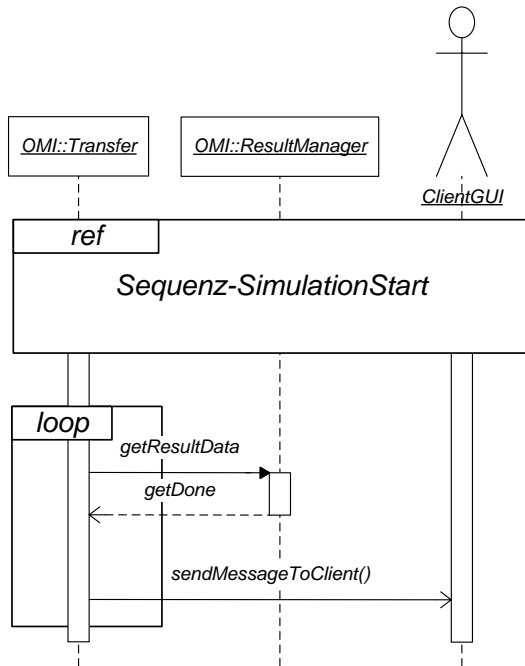 OMI::Transfer
OMI::ResultManager
ClientGUI
ref
Sequenz-SimulationStart
loop
getResultData
getDone
sendMessageToClient()